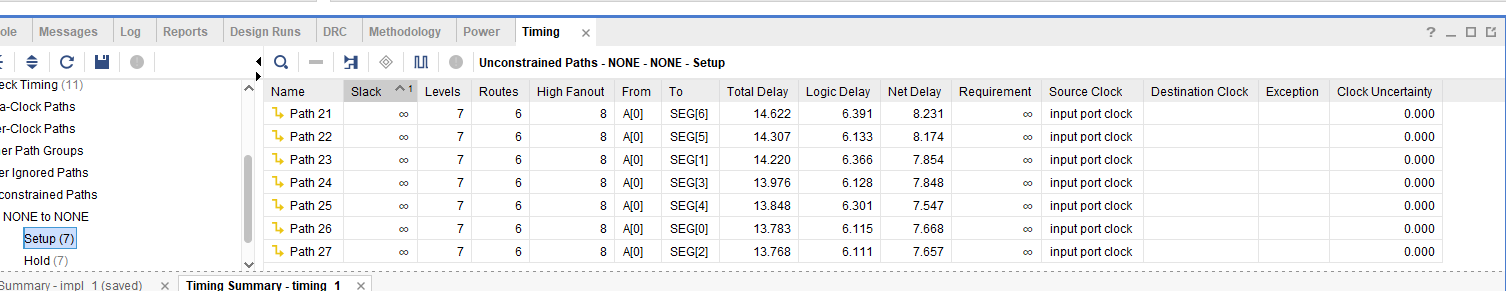 ole Messages Log Reports Design Runs DRC Methodology Power Timing × ? _
Unconstrained Paths - NONE - NONE - Setup
eck Timing (11)
a-Clock Paths
er-Clock Paths
er Path Groups
er Ignored Paths
constrained Paths
NONE to NONE
Setup (7)
Hold (7)
Name Slack ^1 Levels Routes High Fanout From To Total Delay Logic Delay Net Delay Requirement Source Clock Destination Clock Exception Clock Uncertainty
Path 21 ∞ 7 6 8 A[0] SEG[6] 14.622 6.391 8.231 ∞ input port clock 0.000
Path 22 ∞ 7 6 8 A[0] SEG[5] 14.307 6.133 8.174 ∞ input port clock 0.000
Path 23 ∞ 7 6 8 A[0] SEG[1] 14.220 6.366 7.854 ∞ input port clock 0.000
Path 24 ∞ 7 6 8 A[0] SEG[3] 13.976 6.128 7.848 ∞ input port clock 0.000
Path 25 ∞ 7 6 8 A[0] SEG[4] 13.848 6.301 7.547 ∞ input port clock 0.000
Path 26 ∞ 7 6 8 A[0] SEG[0] 13.783 6.115 7.668 ∞ input port clock 0.000
Path 27 ∞ 7 6 8 A[0] SEG[2] 13.768 6.111 7.657 ∞ input port clock 0.000
Summary - impl_1 (saved) × Timing Summary - timing_1 ×